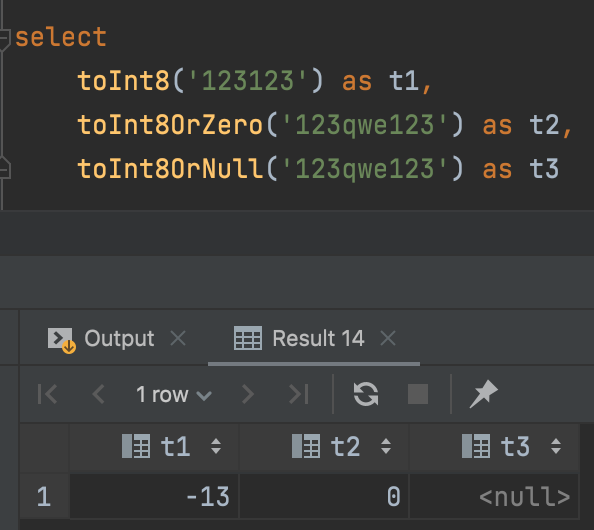 select
toInt8('123123') as t1,
toInt8OrZero('123qwe123') as t2,
toInt8OrNull('123qwe123') as t3
Output Result 14
1 row
t1 t2 t3
1 -13 0 <null>